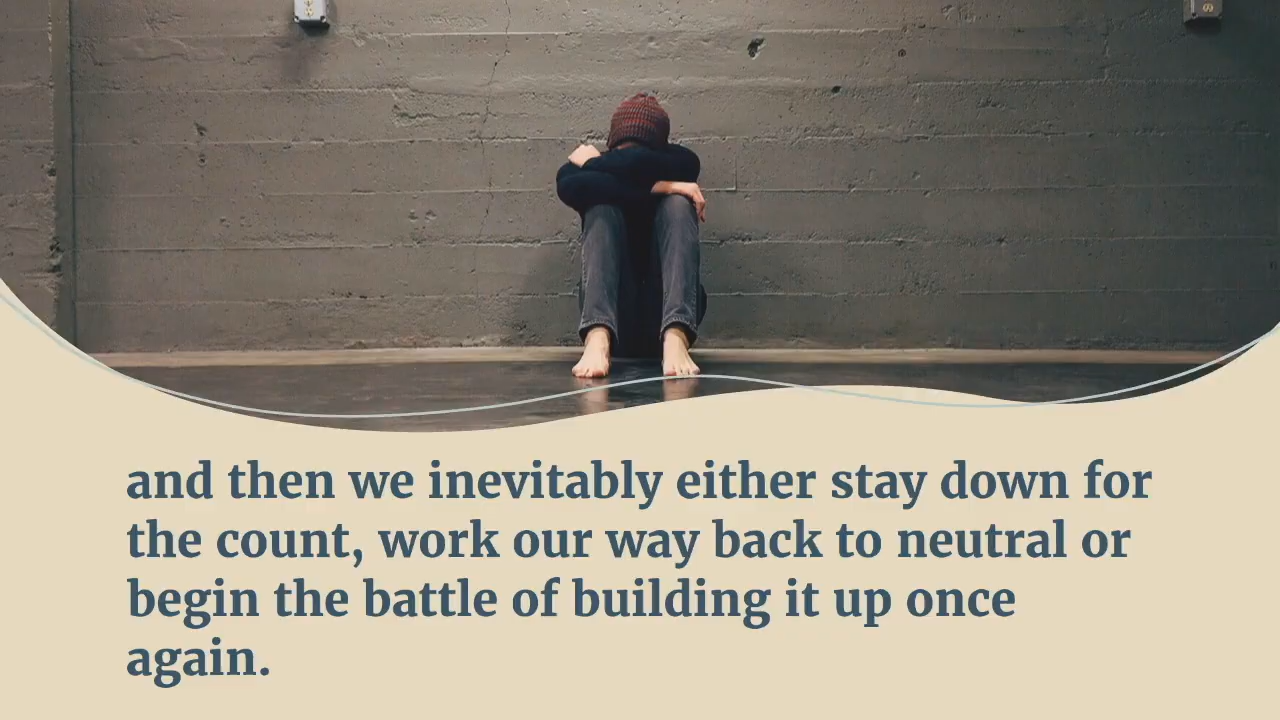 and then we inevitably either stay down for
the count, work our way back to neutral or
begin the battle of building it up once
again.